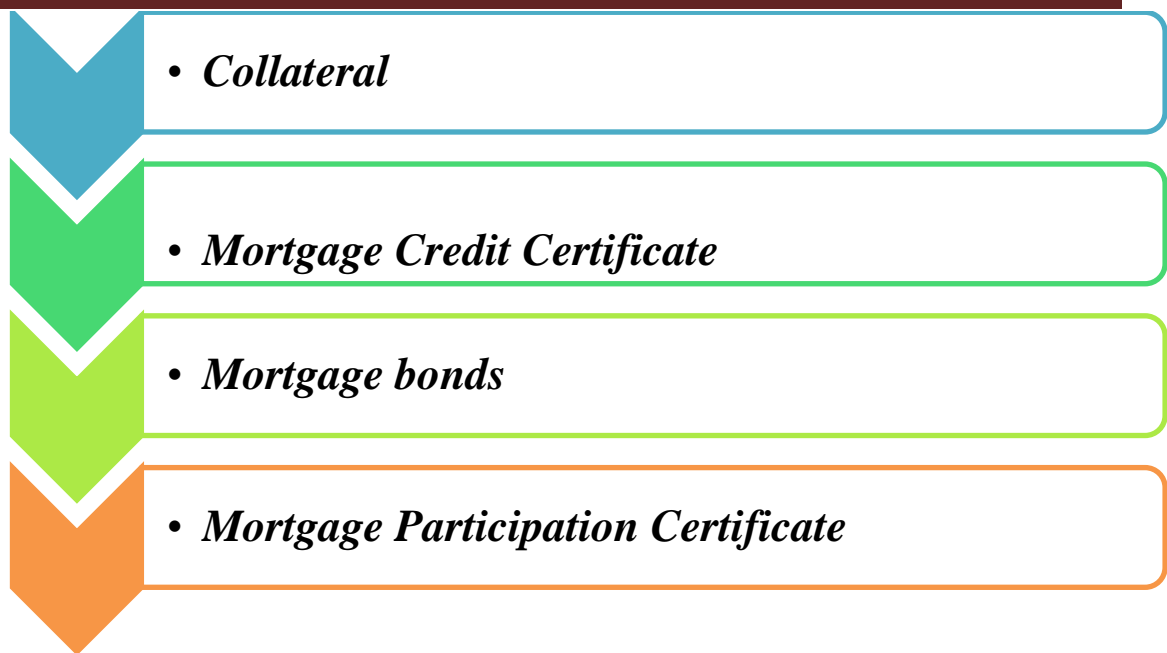 • Collateral
• Mortgage Credit Certificate
• Mortgage bonds
• Mortgage Participation Certificate